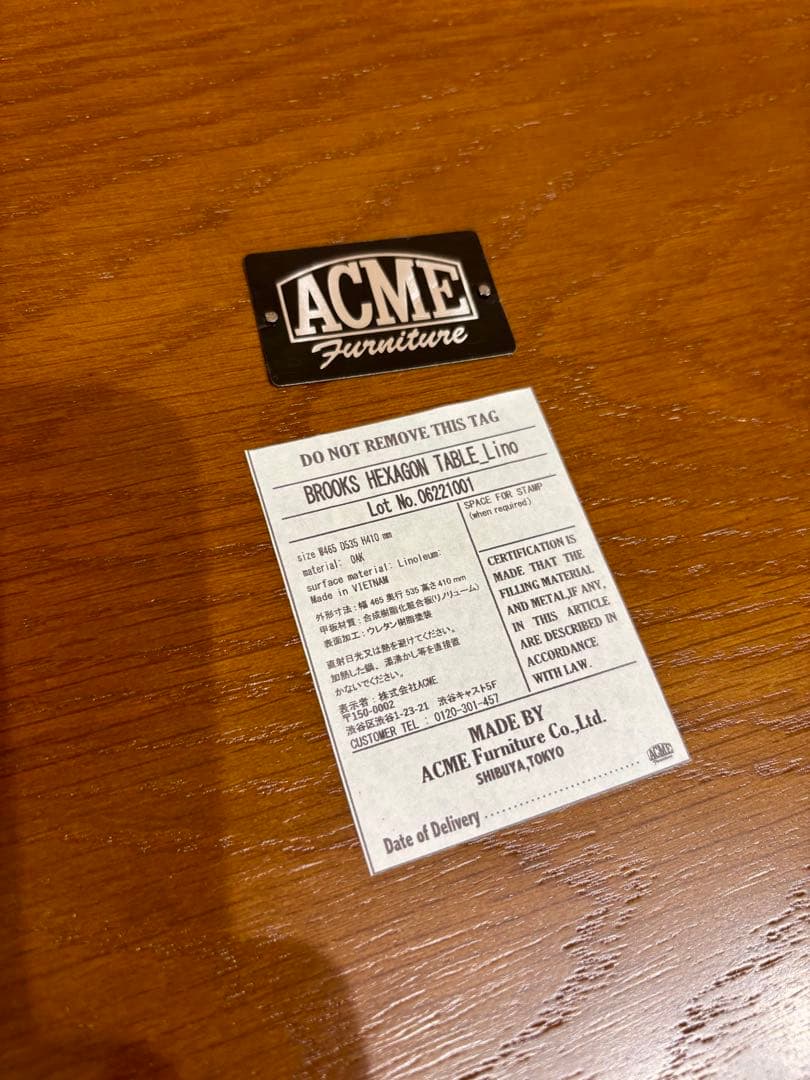 ACME
Furniture
DO NOT REMOVE THIS TAG
BROOKS HEXAGON TABLE_Lino
Lot No. 06221001
size W465 D535 H410 mm
material: OAK
surface material: Linoleum:
Made in VIETNAM
外形寸法：幅 465 奥行 535 高さ 410 mm
甲板材質：合成樹脂化粧合板(リノリューム)
表面加工：ウレタン樹脂塗装
直射日光又は熱を避けてください。
加熱した鍋、湯沸かし等を直接置
かないでください。
表示者：株式会社ACME
〒150-0002
渋谷区渋谷1-23-21 渋谷キャスト5F
CUSTOMER TEL : 0120-301-457
SPACE FOR STAMP
(when required)
CERTIFICATION IS
MADE THAT THE
FILLING MATERIAL
AND METAL,IF ANY,
IN THIS ARTICLE
ARE DESCRIBED IN
ACCORDANCE
WITH LAW.
MADE BY
ACME Furniture Co.,Ltd.
SHIBUYA,TOKYO
ACME
Date of Delivery